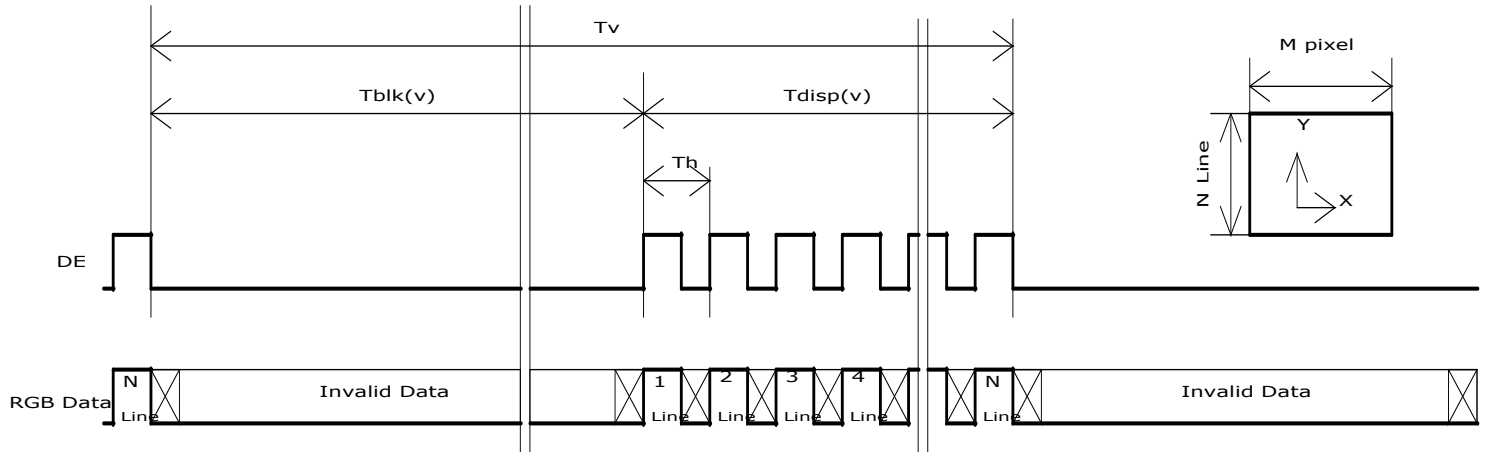 Tv
M pixel
Tblk(v)
Tdisp(v)
Y
N Line
Th
X
DE
RGB Data
N
Line
Invalid Data
1
Line
2
Line
3
Line
4
Line
N
Line
Invalid Data